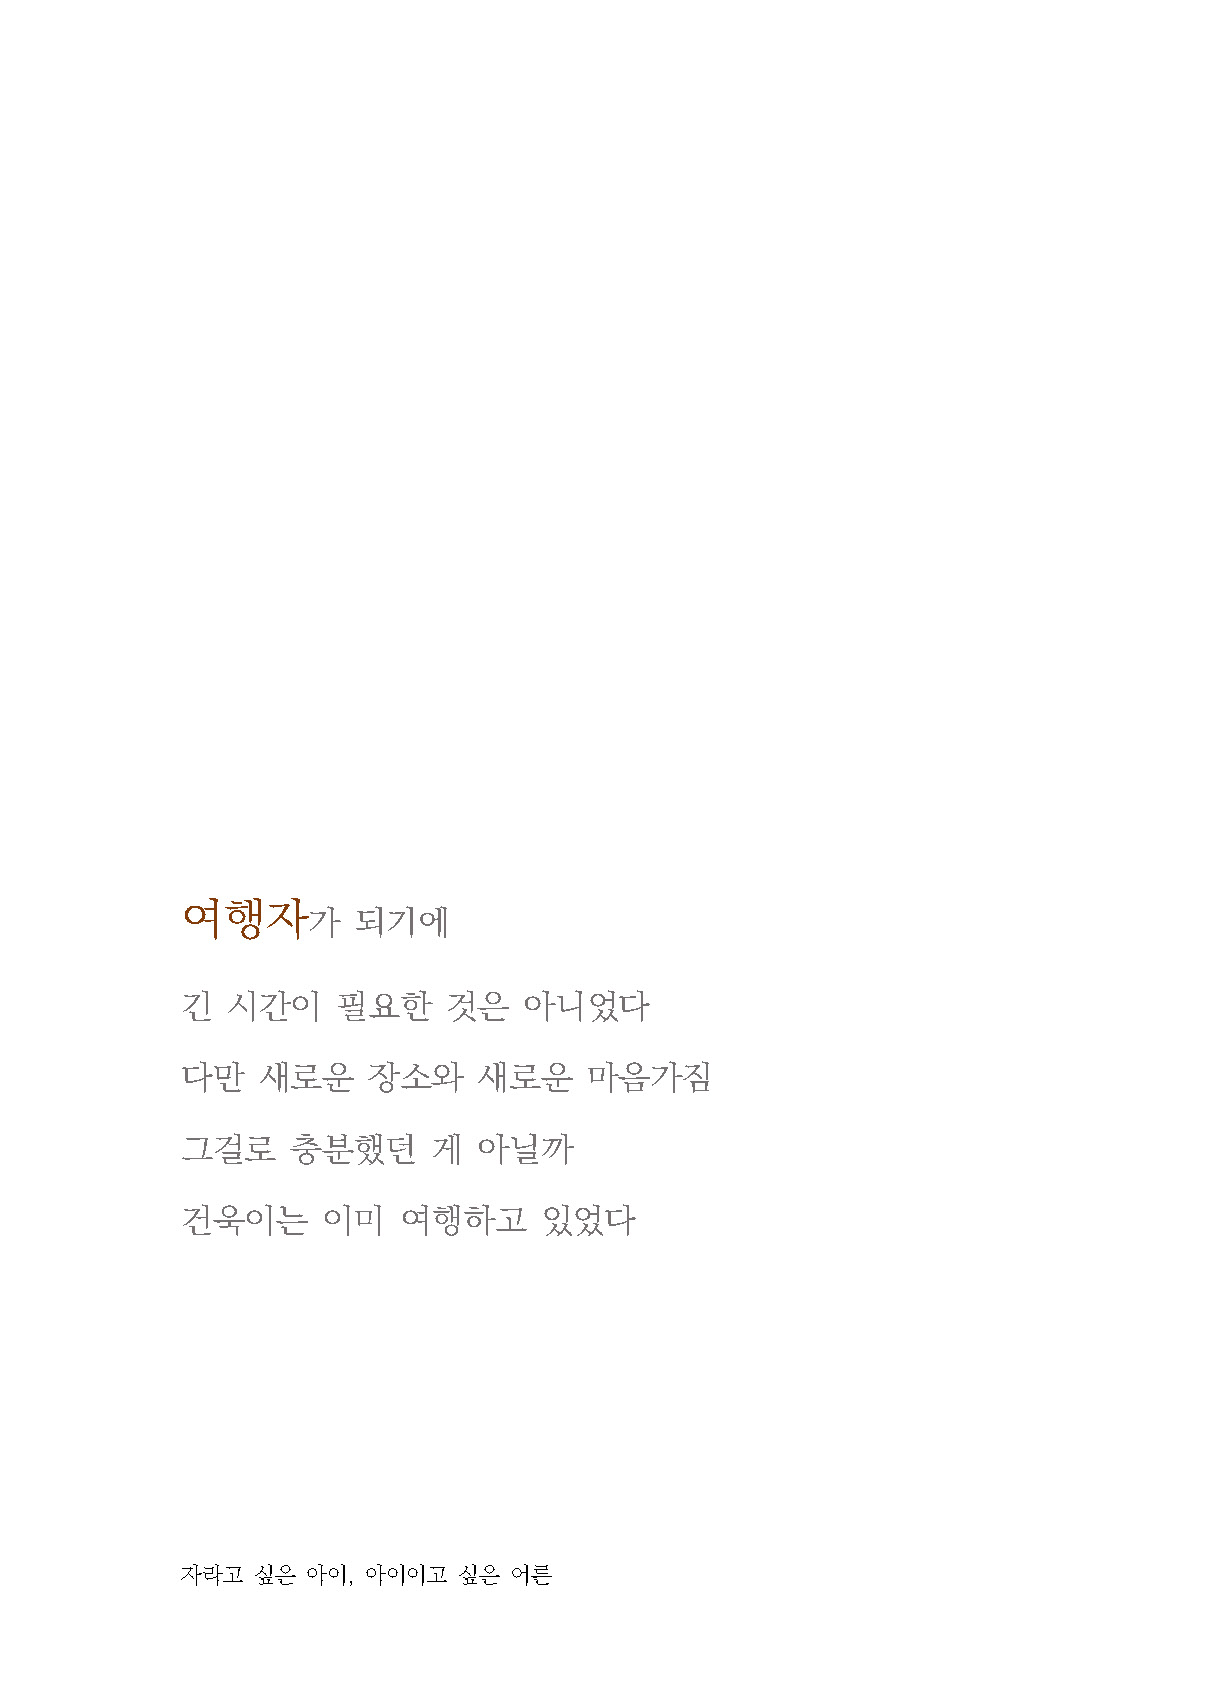 여행자가 되기에
긴 시간이 필요한 것은 아니었다
다만 새로운 장소와 새로운 마음가짐
그걸로 충분했던 게 아닐까
건욱이는 이미 여행하고 있었다
자라고 싶은 아이, 아이이고 싶은 어른